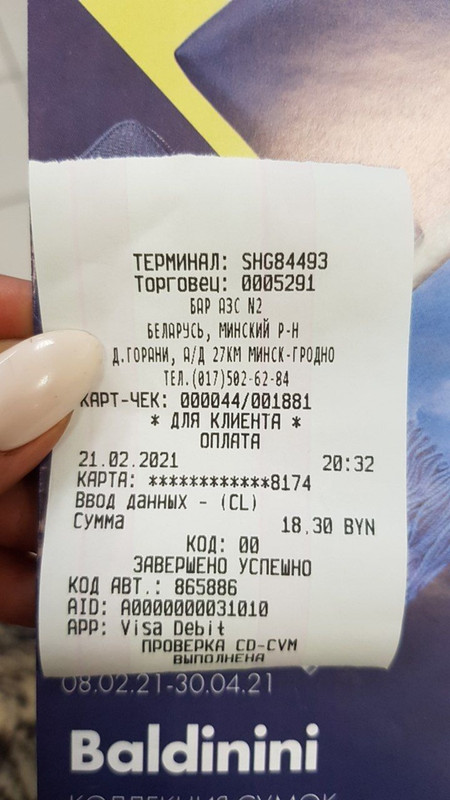 ТЕРМИНАЛ: SHG84493
Торговец: 0005291
БАР АЗС N2
БЕЛАРУСЬ, МИНСКИЙ Р-Н
Д.ГОРАНИ, А/Д 27КМ МИНСК-ГРОДНО
ТЕЛ.(017)502-62-84
КАРТ-ЧЕК: 000044/001881
* ДЛЯ КЛИЕНТА *
ОПЛАТА
21.02.2021 20:32
КАРТА: ************8174
Ввод данных - (CL)
Сумма 18.30 BYN
КОД: 00
ЗАВЕРШЕНО УСПЕШНО
КОД АВТ.: 865886
AID: A0000000031010
APP: Visa Debit
ПРОВЕРКА CD-CVM
ВЫПОЛНЕНА
08.02.21-30.04.21
Baldinini
КОЛЛЕКЦИЯ СУМОК